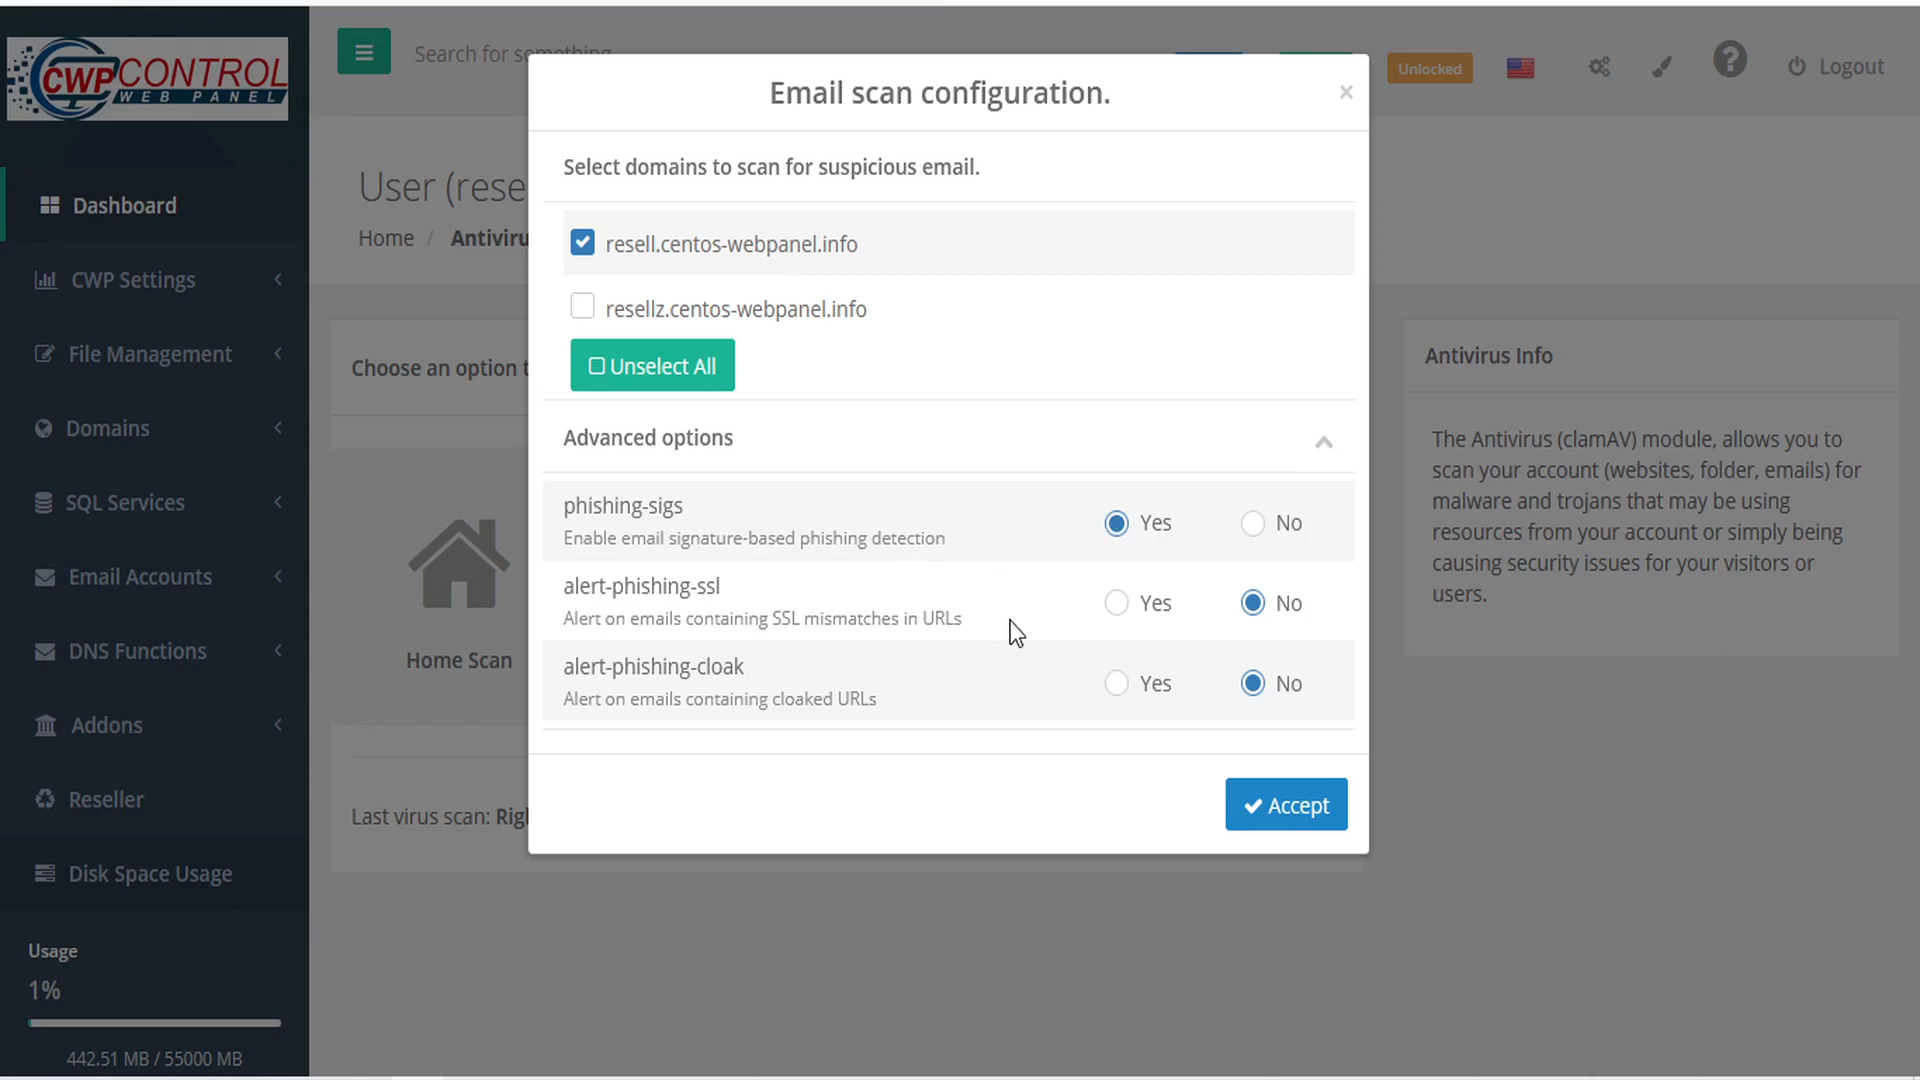 CWPCONTROL
WEB PANEL
Dashboard
CWP Settings
File Management
Domains
SQL Services
Email Accounts
DNS Functions
Addons
Reseller
Disk Space Usage
Usage
1%
442.51 MB / 55000 MB
Search for something
Unlocked
Logout
User (rese
Home / Antiviru
Choose an option t
Home Scan
Last virus scan: Righ
Email scan configuration.
×
Select domains to scan for suspicious email.
resell.centos-webpanel.info
resellz.centos-webpanel.info
Unselect All
Advanced options
phishing-sigs
Enable email signature-based phishing detection
Yes No
alert-phishing-ssl
Alert on emails containing SSL mismatches in URLs
Yes No
alert-phishing-cloak
Alert on emails containing cloaked URLs
Yes No
Accept
Antivirus Info
The Antivirus (clamAV) module, allows you to
scan your account (websites, folder, emails) for
malware and trojans that may be using
resources from your account or simply being
causing security issues for your visitors or
users.